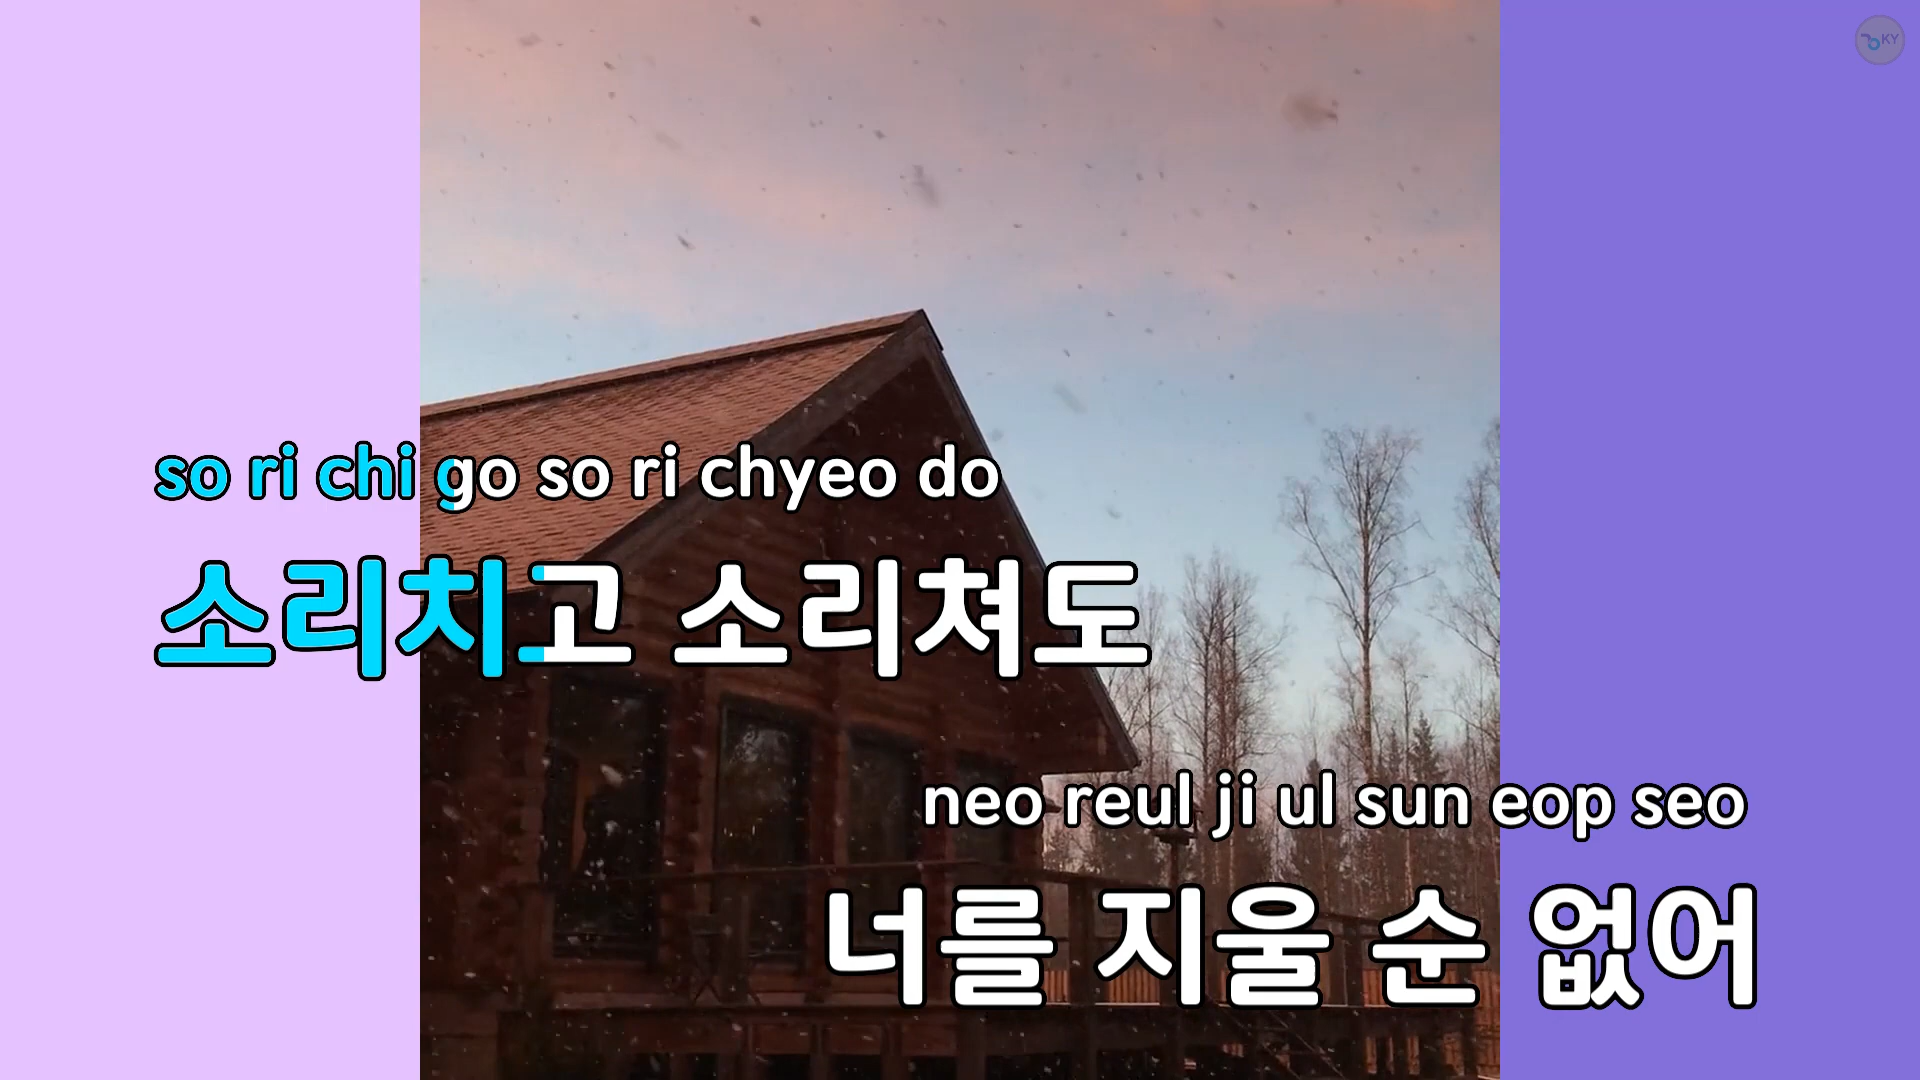 KY
so ri chi go so ri chyeo do
소리치고 소리쳐도
neo reul ji ul sun eop seo
너를 지울 순 없어